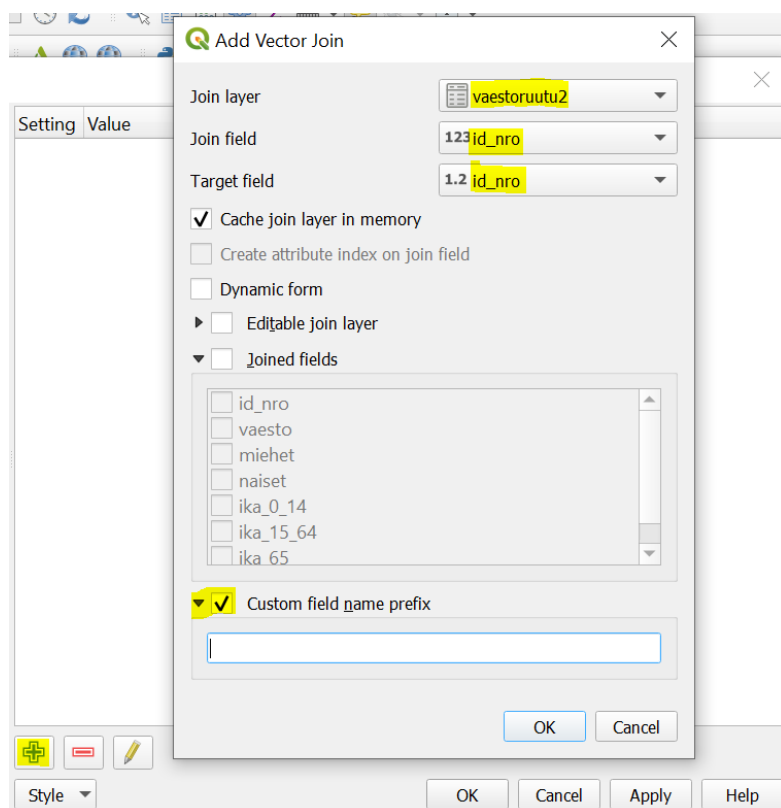 Add Vector Join
Setting Value
Join layer vaestoruutu2
Join field 123 id_nro
Target field 1.2 id_nro
Cache join layer in memory
Create attribute index on join field
Dynamic form
Editable join layer
Joined fields
id_nro
vaesto
miehet
naiset
ika_0_14
ika_15_64
ika_65
Custom field name prefix
OK Cancel
Style OK Cancel Apply Help